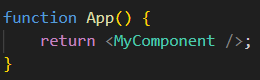 function App() {
    return <MyComponent />;
}